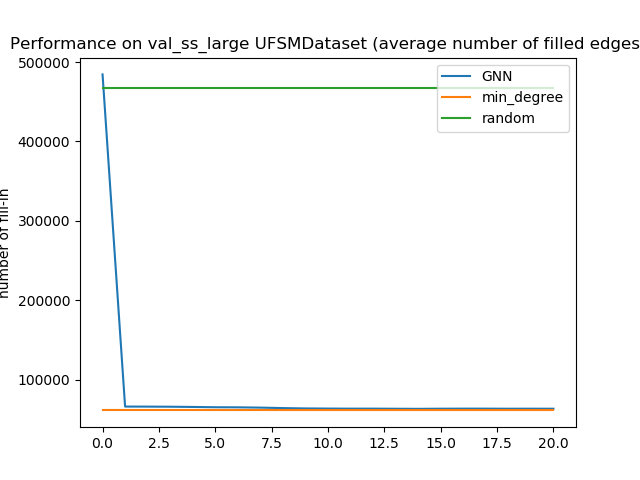 Performance on val_ss_large UFSMDataset (average number of filled edges
GNN
min_degree
random
number of fill-in
500000
400000
300000
200000
100000
0.0 2.5 5.0 7.5 10.0 12.5 15.0 17.5 20.0